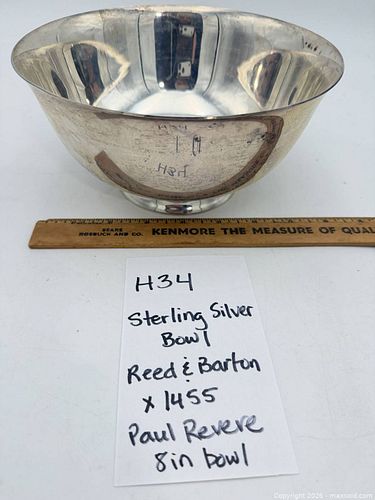 SEARS
ROEBUCK AND CO.
KENMORE THE MEASURE OF QUAL
H34
Sterling Silver
Bowl
Reed & Barton
X 1455
Paul Revere
8in bowl
Copyright 2026 - maxsold.com